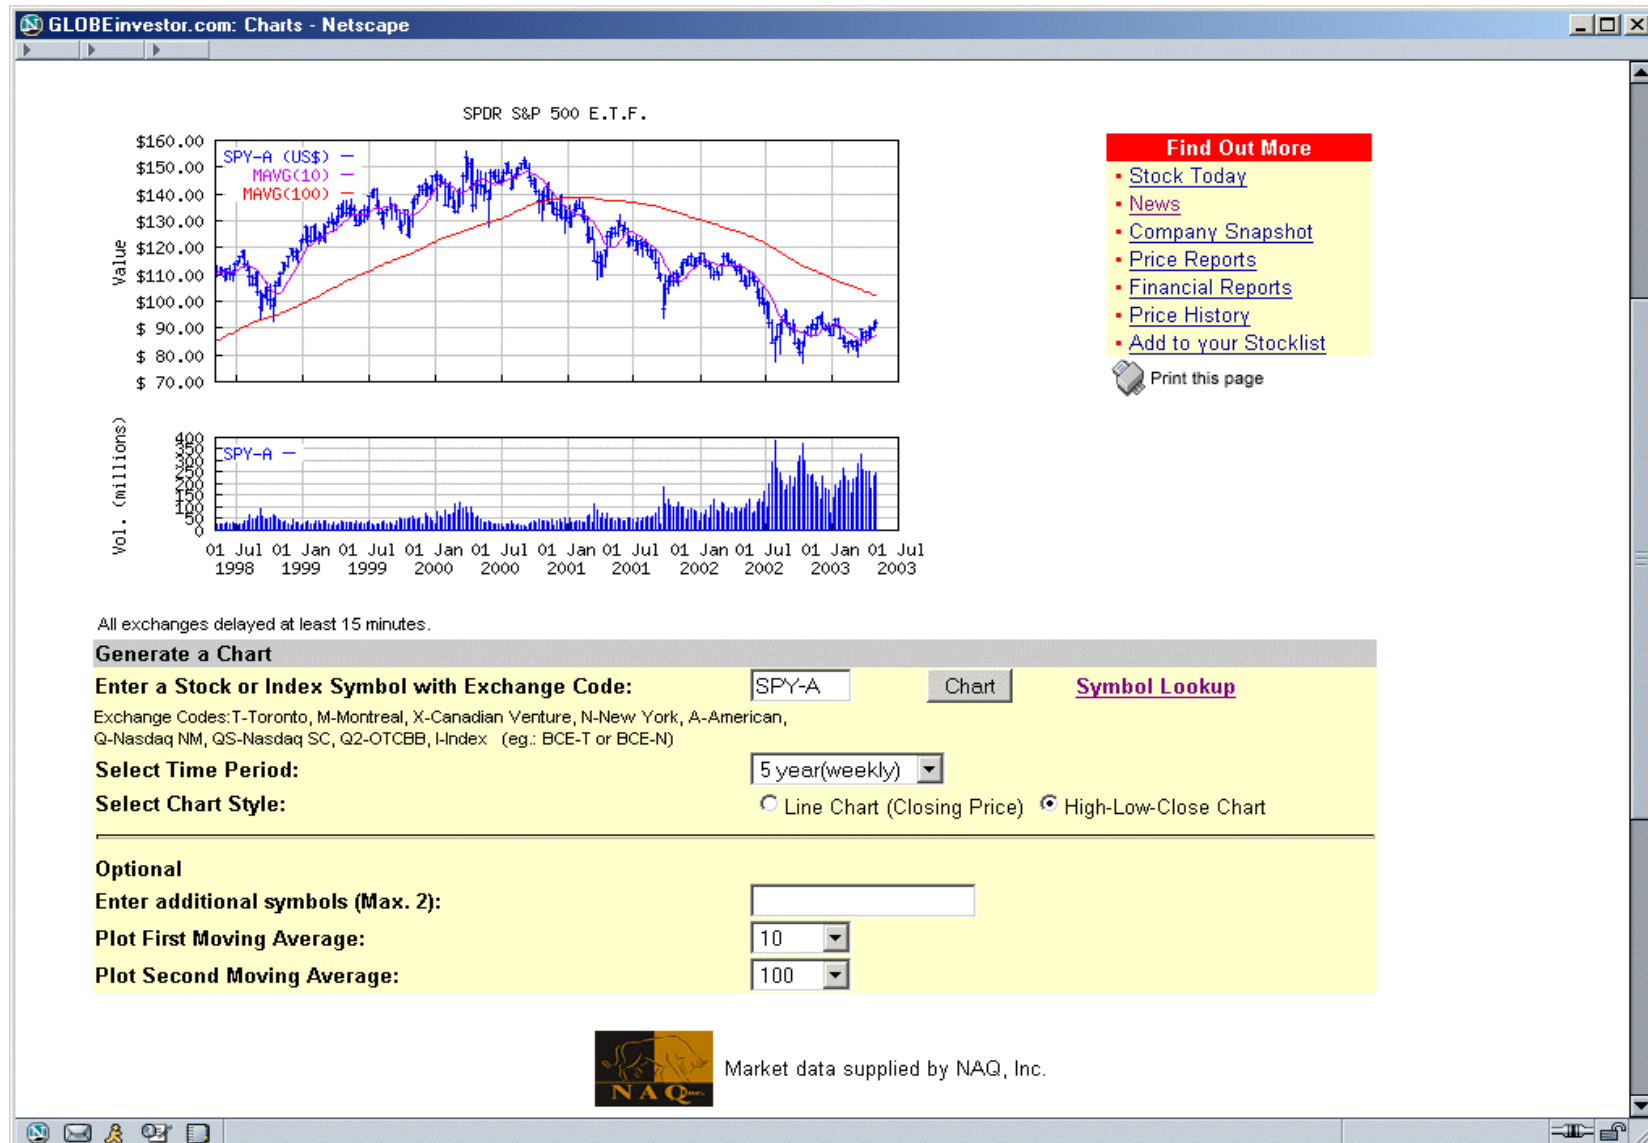 GLOBEinvestor.com: Charts - Netscape
SPDR S&P 500 E.T.F.
Value
$160.00
$150.00
$140.00
$130.00
$120.00
$110.00
$100.00
$ 90.00
$ 80.00
$ 70.00
SPY-A (US$)
MAVG(10)
MAVG(100)
Vol. (millions)
400
350
300
250
200
150
100
50
0
SPY-A
01 Jul 01 Jan 01 Jul 01 Jan 01 Jul 01 Jan 01 Jul 01 Jan 01 Jul 01 Jan 01 Jul
1998 1999 1999 2000 2000 2001 2001 2002 2002 2003 2003
Find Out More
Stock Today
News
Company Snapshot
Price Reports
Financial Reports
Price History
Add to your Stocklist
Print this page
All exchanges delayed at least 15 minutes.
Generate a Chart
Enter a Stock or Index Symbol with Exchange Code: SPY-A Chart Symbol Lookup
Exchange Codes:T-Toronto, M-Montreal, X-Canadian Venture, N-New York, A-American,
Q-Nasdaq NM, QS-Nasdaq SC, Q2-OTCBB, I-Index (eg.: BCE-T or BCE-N)
Select Time Period: 5 year(weekly)
Select Chart Style: Line Chart (Closing Price) High-Low-Close Chart
Optional
Enter additional symbols (Max. 2):
Plot First Moving Average: 10
Plot Second Moving Average: 100
NAQ Inc.
Market data supplied by NAQ, Inc.